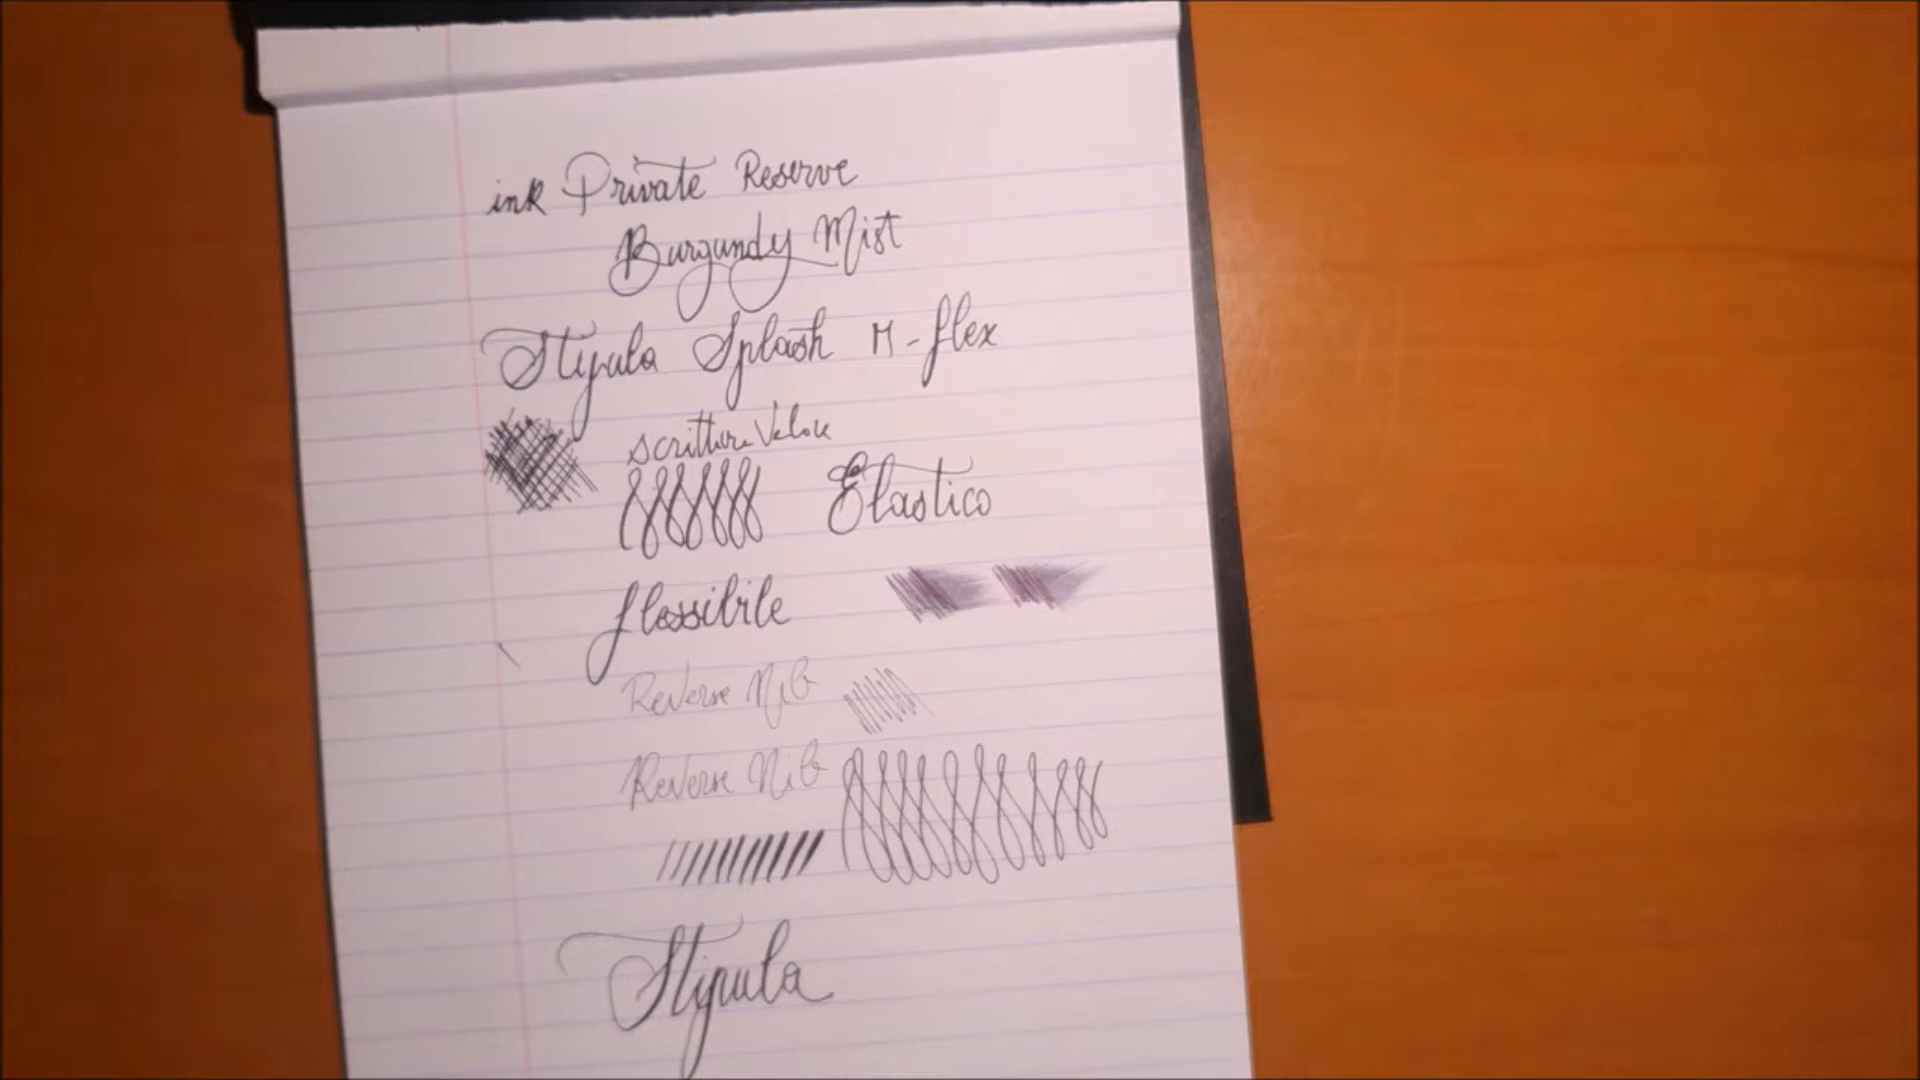 ink Private Reserve
Burgundy Mist
Stipula Splash M-flex
scrittura Veloce
Elastico
flessibile
Reverse Nib
Reverse Nib
Stipula